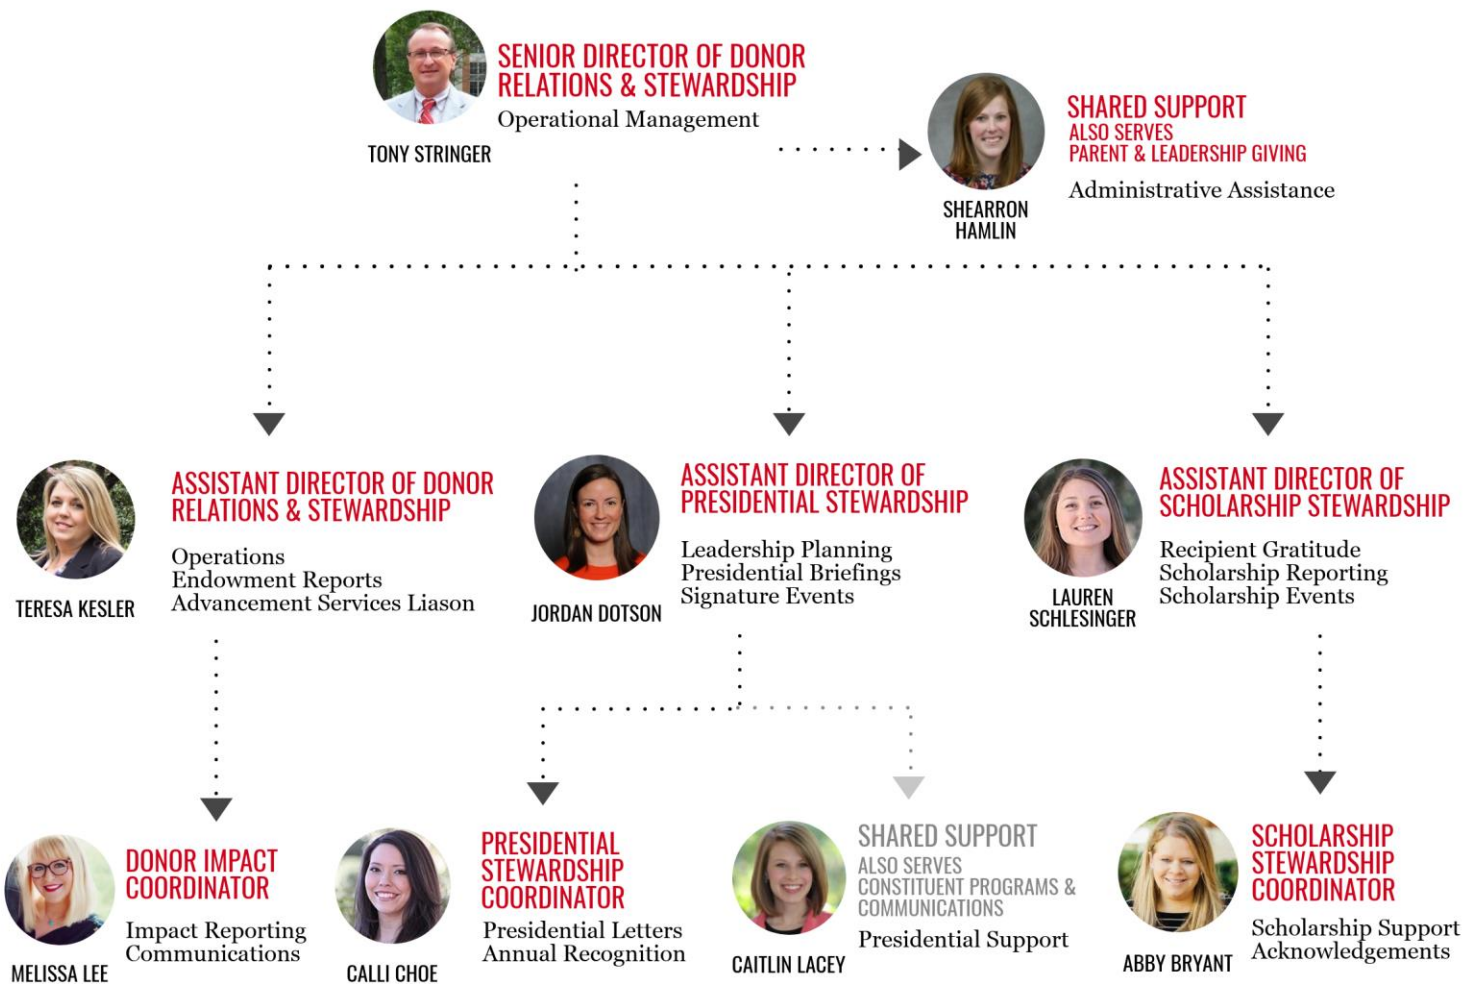 SENIOR DIRECTOR OF DONOR
RELATIONS & STEWARDSHIP
Operational Management
TONY STRINGER
SHARED SUPPORT
ALSO SERVES
PARENT & LEADERSHIP GIVING
Administrative Assistance
SHEARRON
HAMLIN
ASSISTANT DIRECTOR OF DONOR
RELATIONS & STEWARDSHIP
Operations
Endowment Reports
Advancement Services Liason
TERESA KESLER
ASSISTANT DIRECTOR OF
PRESIDENTIAL STEWARDSHIP
Leadership Planning
Presidential Briefings
Signature Events
JORDAN DOTSON
ASSISTANT DIRECTOR OF
SCHOLARSHIP STEWARDSHIP
Recipient Gratitude
Scholarship Reporting
Scholarship Events
LAUREN
SCHLESINGER
DONOR IMPACT
COORDINATOR
Impact Reporting
Communications
MELISSA LEE
PRESIDENTIAL
STEWARDSHIP
COORDINATOR
Presidential Letters
Annual Recognition
CALLI CHOE
SHARED SUPPORT
ALSO SERVES
CONSTITUENT PROGRAMS &
COMMUNICATIONS
Presidential Support
CAITLIN LACEY
SCHOLARSHIP
STEWARDSHIP
COORDINATOR
Scholarship Support
Acknowledgements
ABBY BRYANT